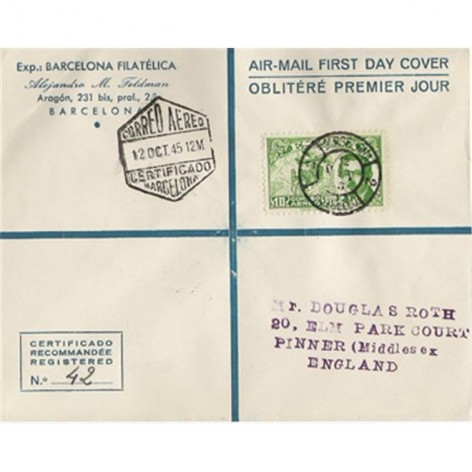 Exp.: BARCELONA FILATÉLICA
Alejandro M. Feldman
Aragón, 231 bis, pral., 2ª
BARCELONA
AIR-MAIL FIRST DAY COVER
OBLITÉRÉ PREMIER JOUR
CORREO AEREO
12 OCT. 45 12M
CERTIFICADO
BARCELONA
Mr. DOUGLAS ROTH
20, ELM PARK COURT
PINNER (Middlesex
ENGLAND
CERTIFICADO
RECOMMANDÉE
REGISTERED
N.º 42